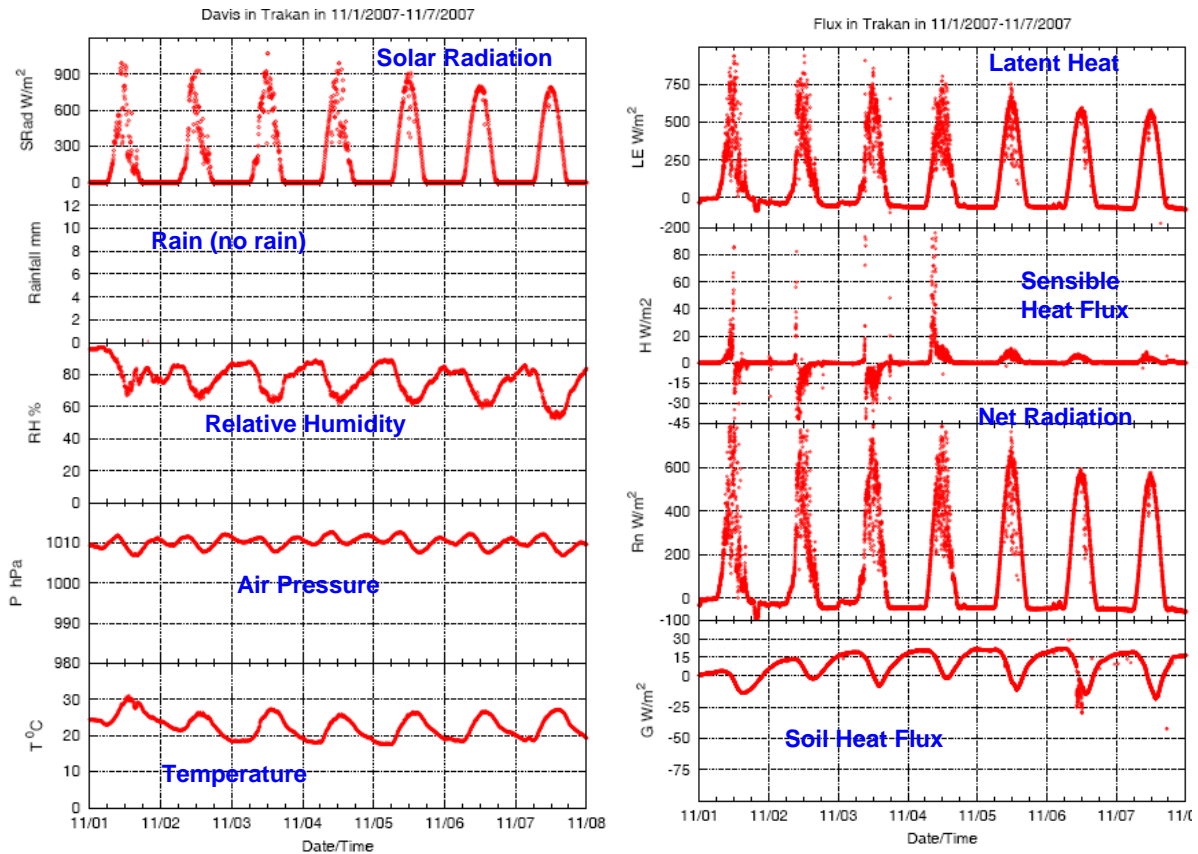 Davis in Trakan in 11/1/2007-11/7/2007
Solar Radiation
SRad W/m²
900
600
300
0
Rain (no rain)
Rainfall mm
12
10
8
6
4
2
0
Relative Humidity
RH %
80
60
40
20
0
Air Pressure
P hPa
1010
1000
990
980
Temperature
T ⁰C
30
20
10
0
11/01 11/02 11/03 11/04 11/05 11/06 11/07 11/08
Date/Time
Flux in Trakan in 11/1/2007-11/7/2007
Latent Heat
LE W/m²
750
500
250
0
-200
Sensible
Heat Flux
H W/m2
80
60
40
20
0
-15
-30
-45
Net Radiation
Rn W/m²
600
400
200
0
-100
Soil Heat Flux
G W/m²
30
15
0
-25
-50
-75
11/01 11/02 11/03 11/04 11/05 11/06 11/07 11/0
Date/Time